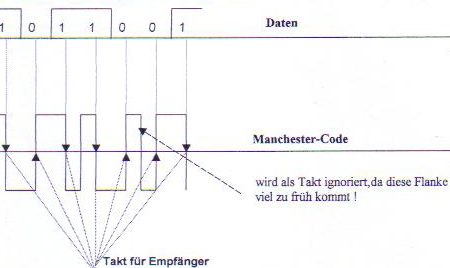 1 0 1 1 0 0 1
Daten
Manchester-Code
wird als Takt ignoriert,da diese Flanke
viel zu früh kommt !
Takt für Empfänger